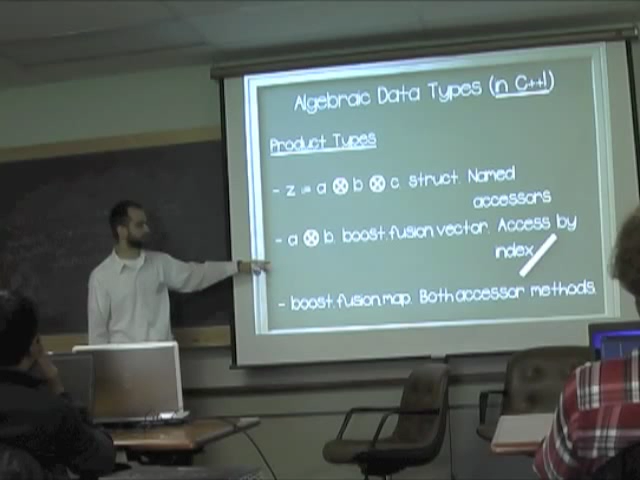 Algebraic Data Types (in C++)
Product Types
- z := a ⊗ b ⊗ c. struct. Named
accessors
- a ⊗ b. boost.fusion.vector. Access by
index
- boost.fusion.map. Both accessor methods.